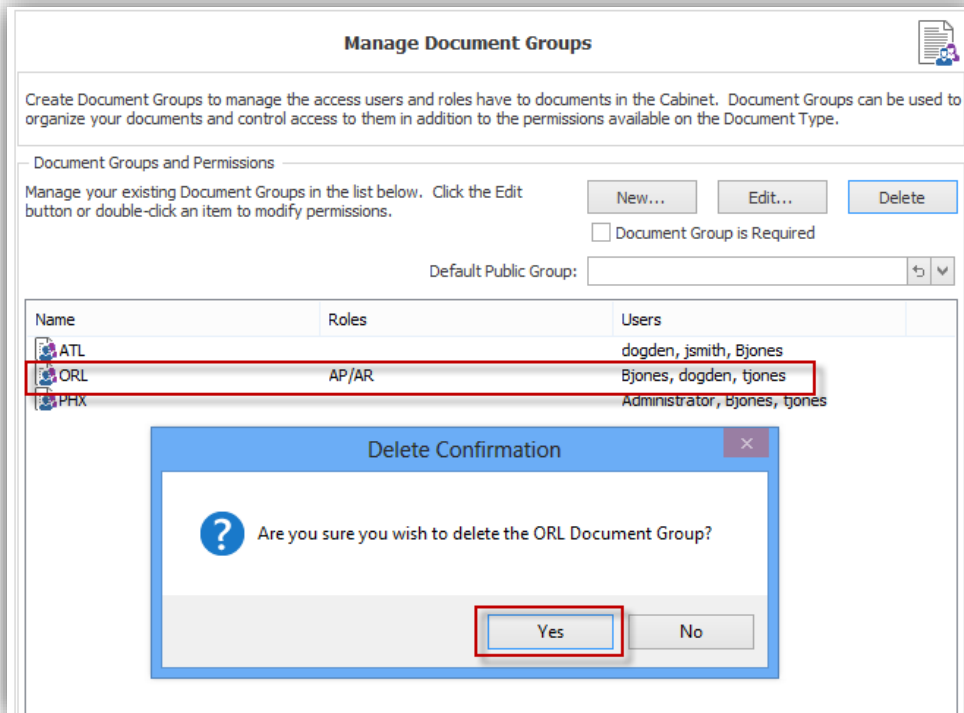 Manage Document Groups
Create Document Groups to manage the access users and roles have to documents in the Cabinet.  Document Groups can be used to
organize your documents and control access to them in addition to the permissions available on the Document Type.
Document Groups and Permissions
Manage your existing Document Groups in the list below.  Click the Edit
button or double-click an item to modify permissions.
New... Edit... Delete
Document Group is Required
Default Public Group:
Name Roles Users
ATL dogden, jsmith, Bjones
ORL AP/AR Bjones, dogden, tjones
PHX Administrator, Bjones, tjones
Delete Confirmation
Are you sure you wish to delete the ORL Document Group?
Yes No